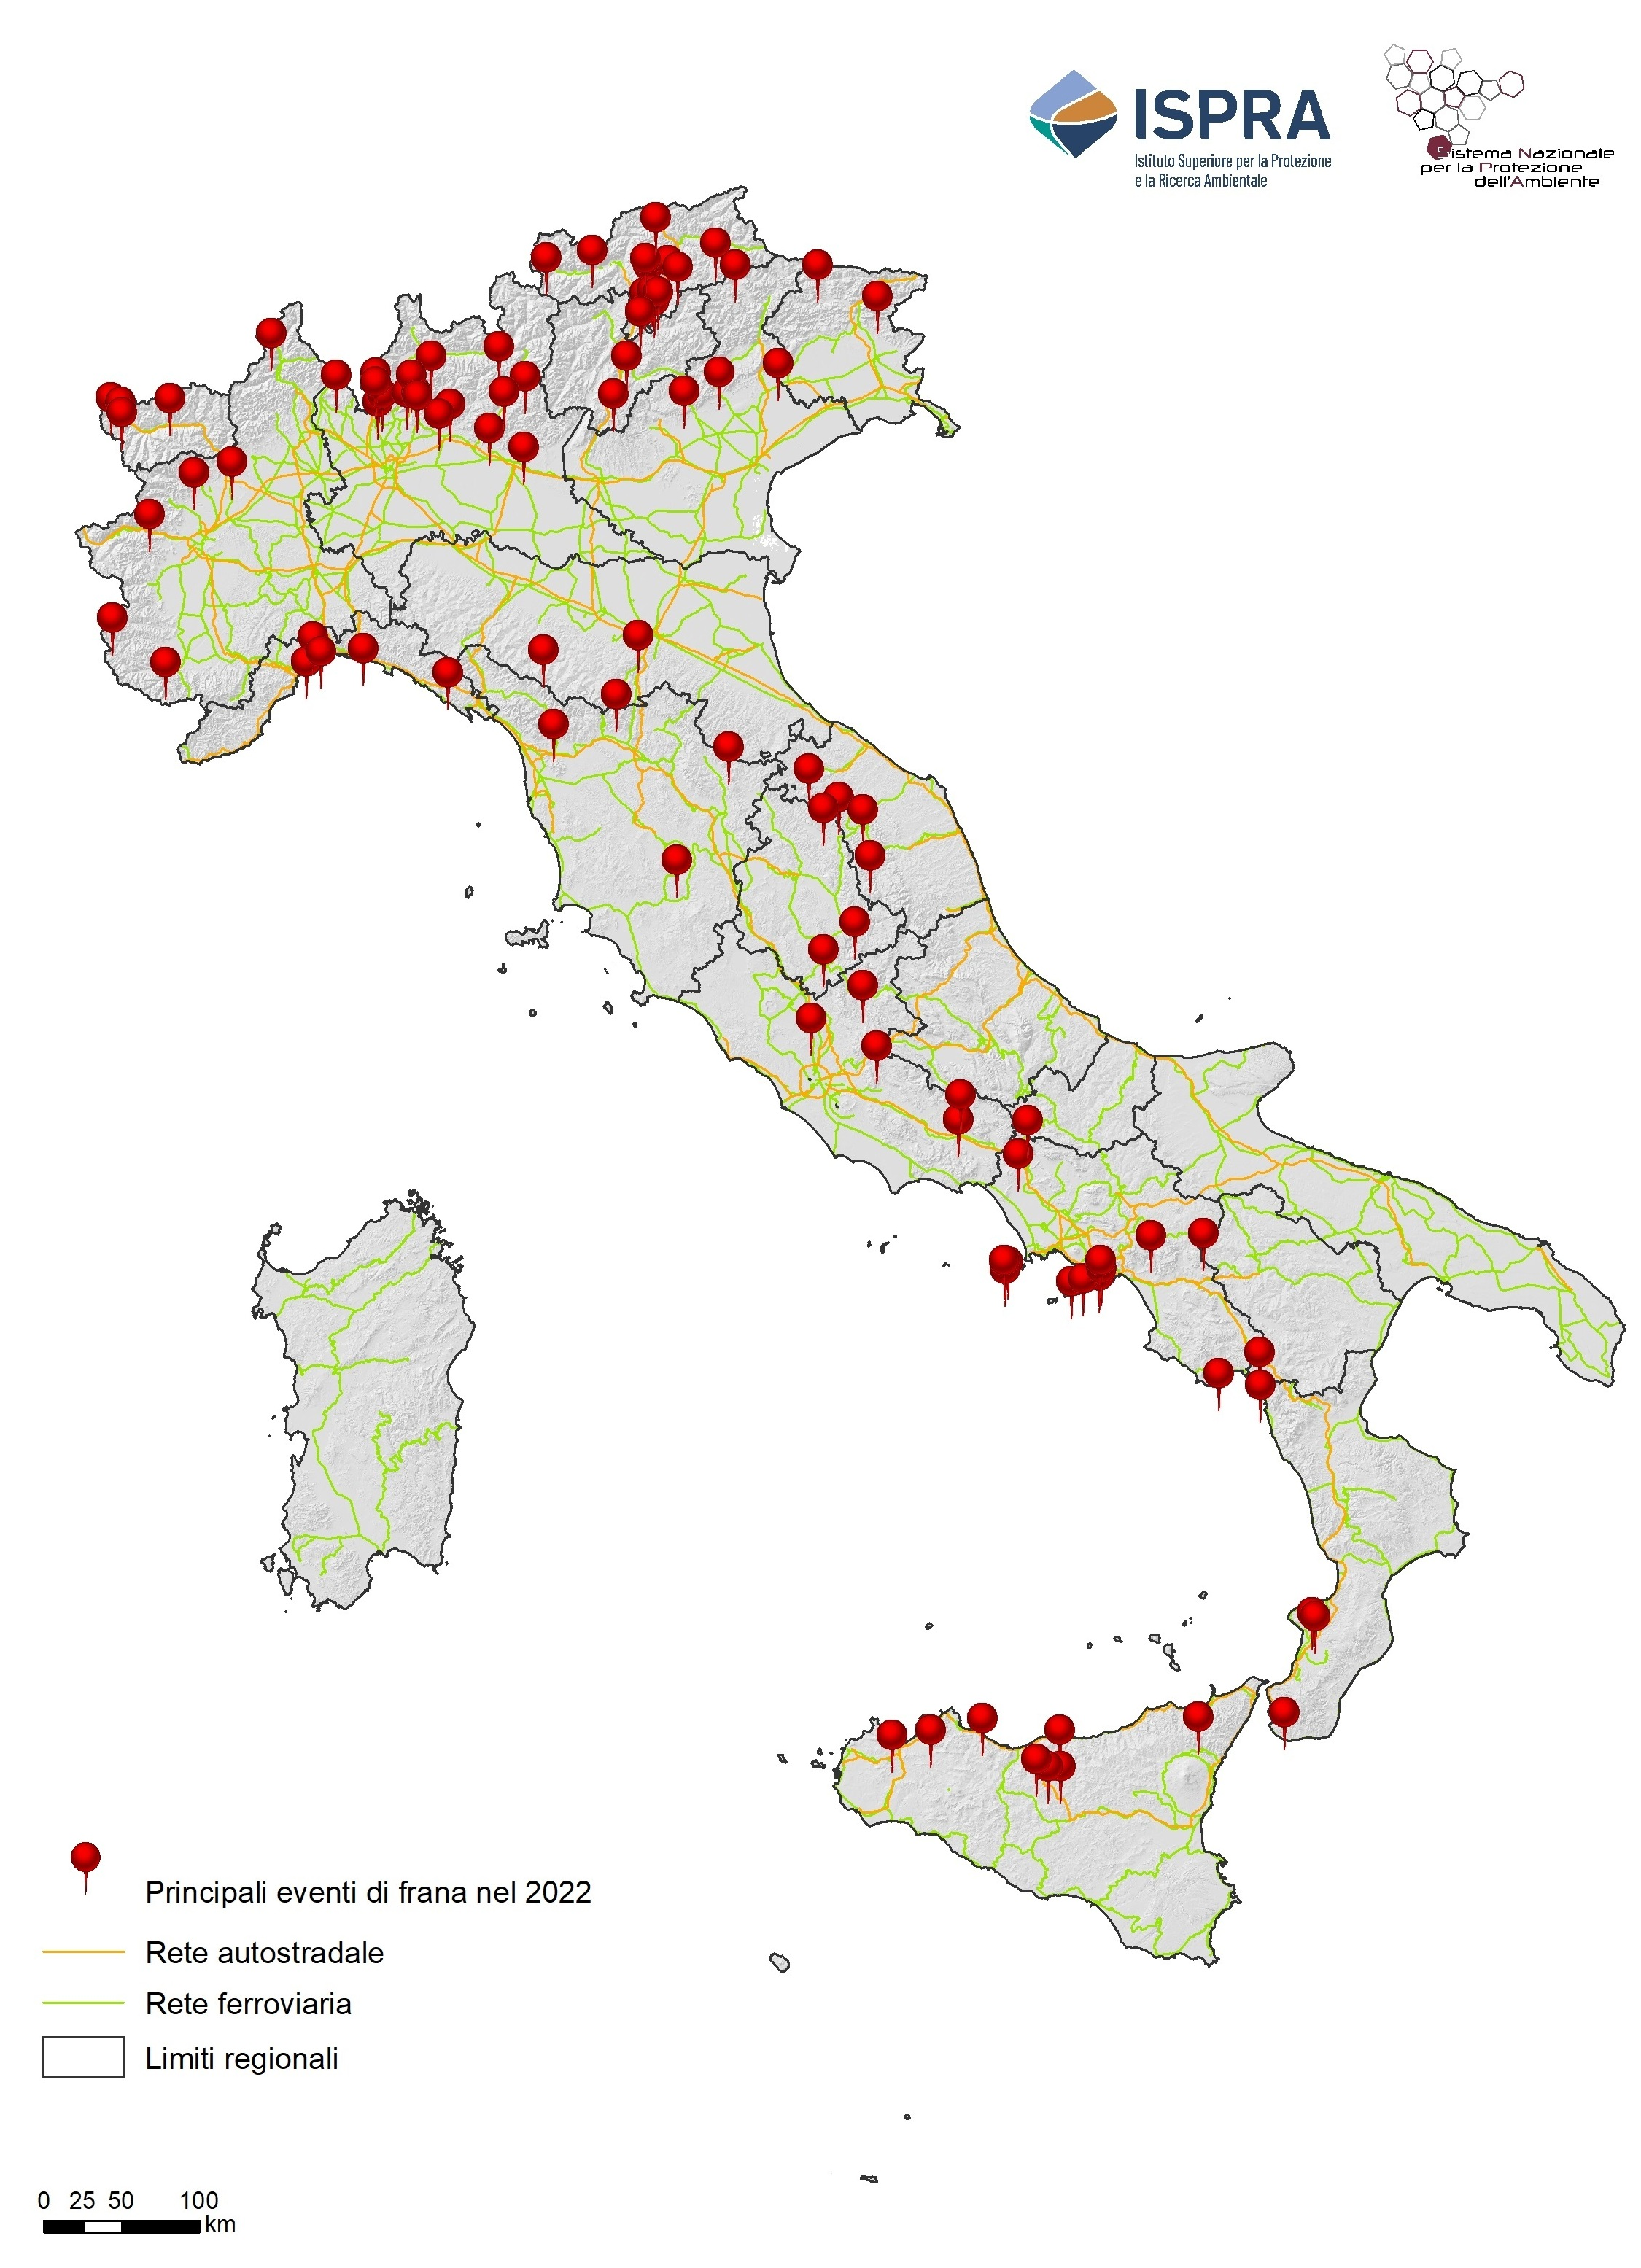 ISPRA
Istituto Superiore per la Protezione
e la Ricerca Ambientale
Sistema Nazionale
per la Protezione
dell'Ambiente
Principali eventi di frana nel 2022
Rete autostradale
Rete ferroviaria
Limiti regionali
0 25 50 100
km